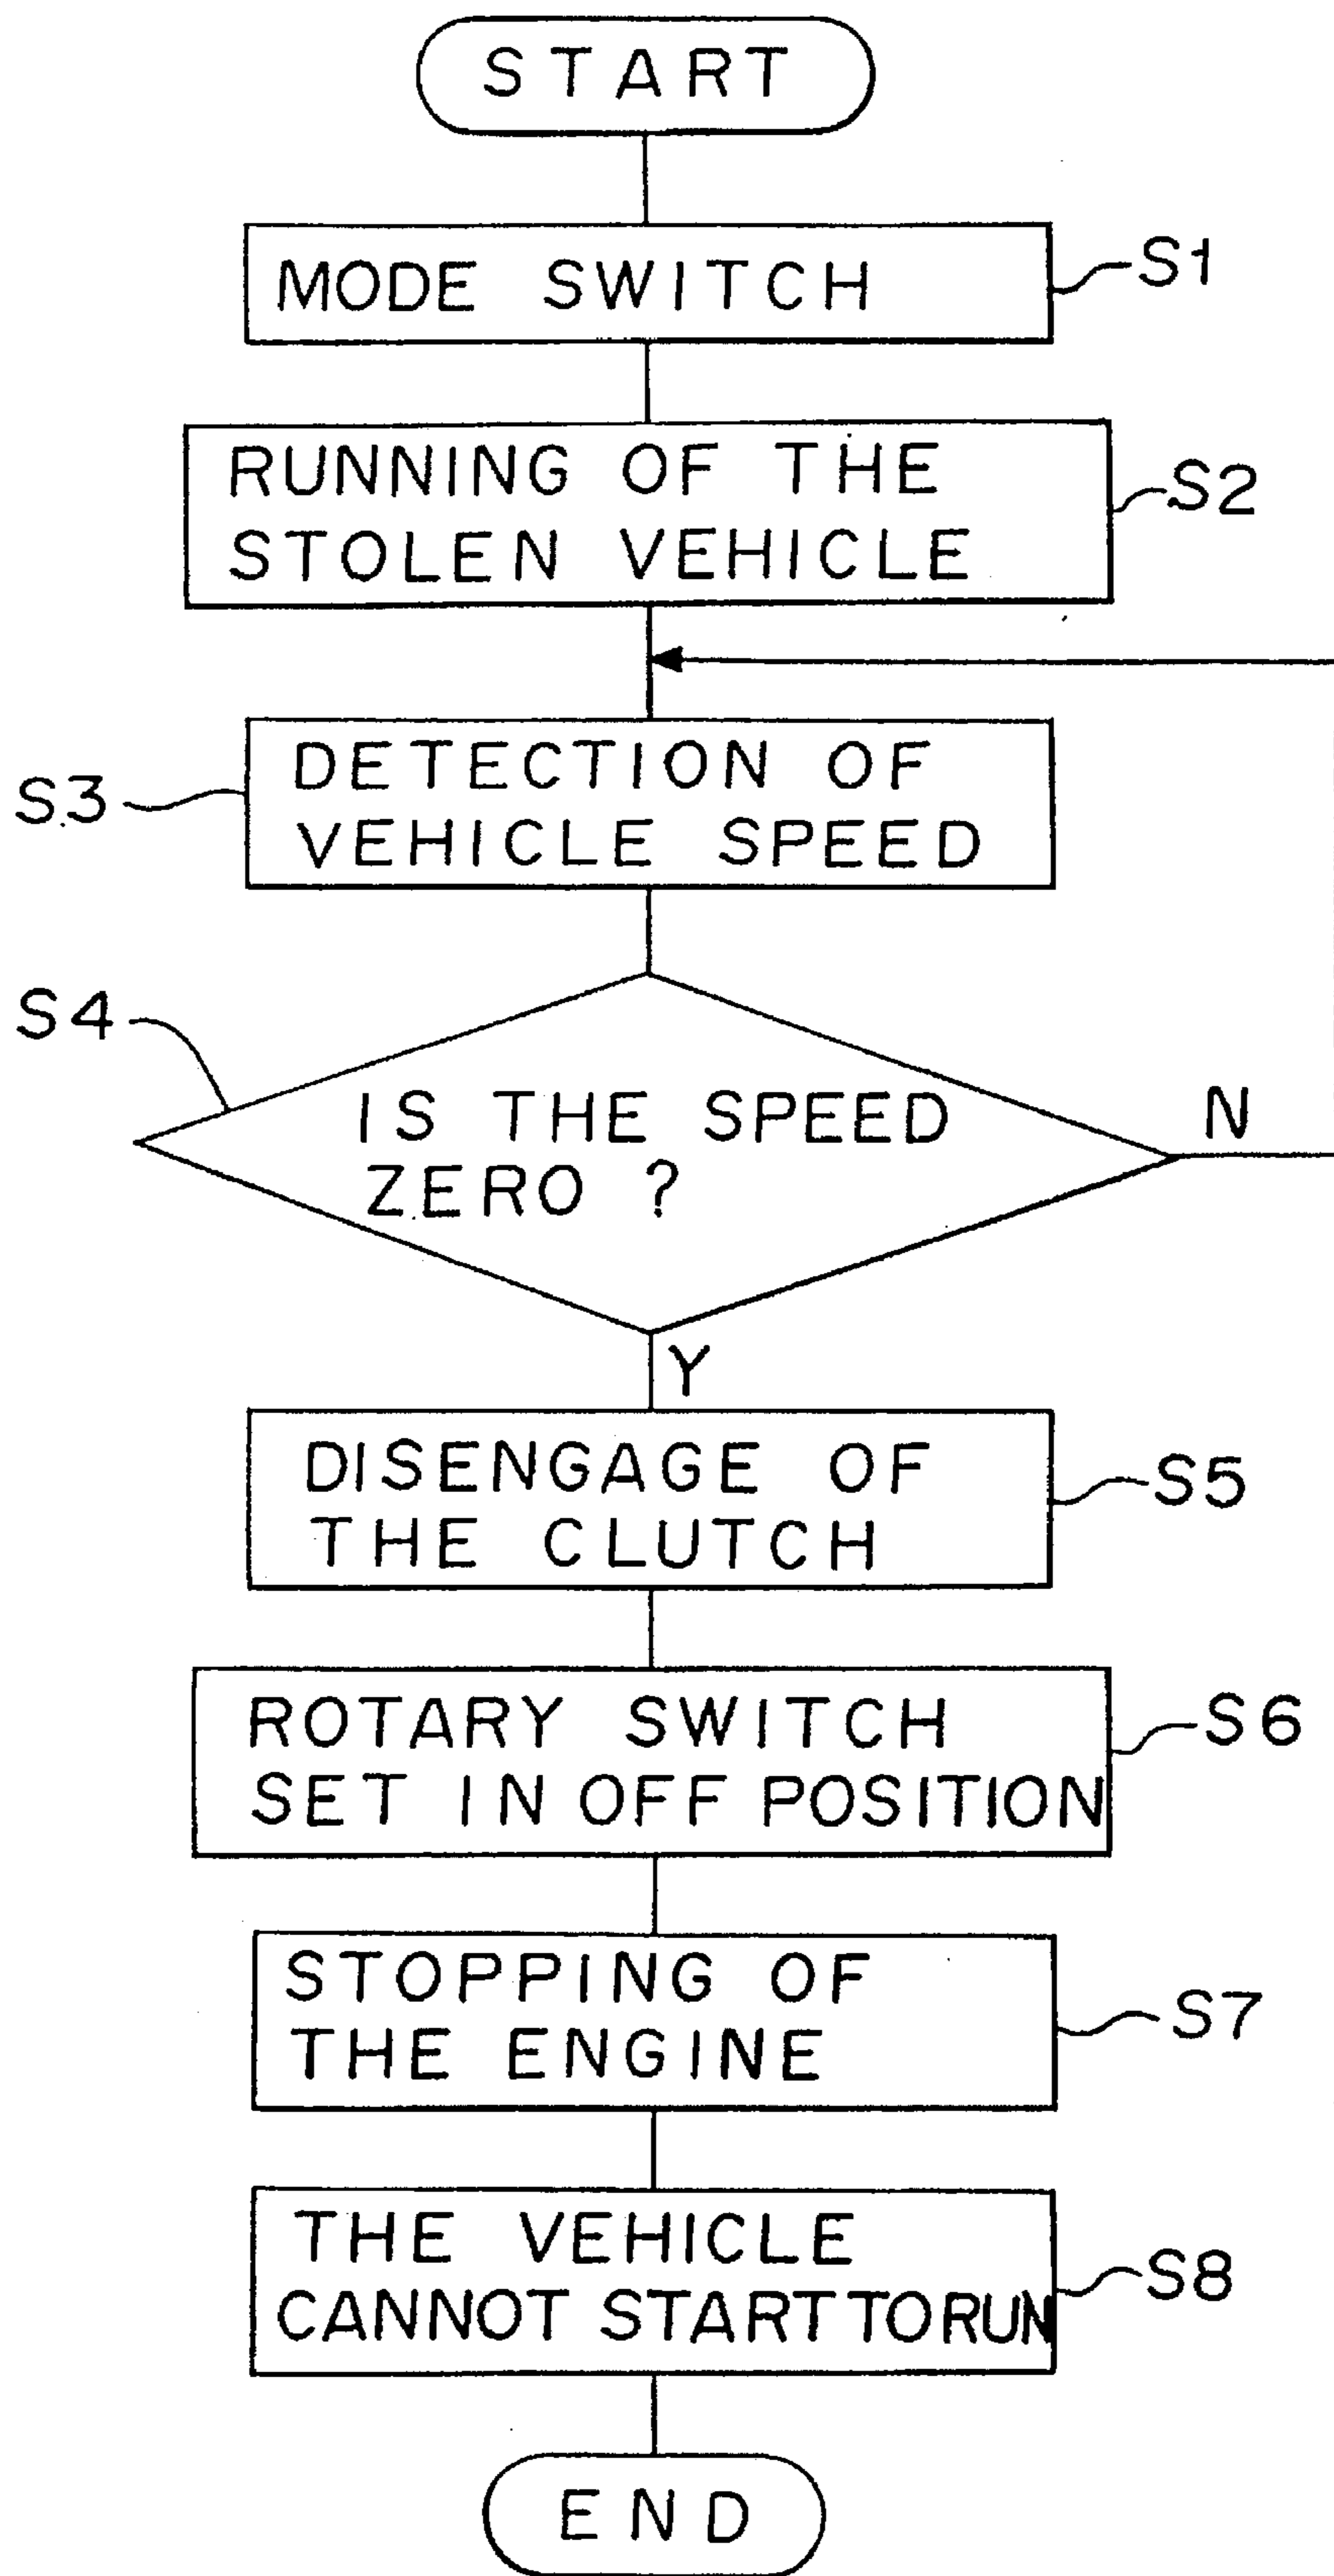 START
MODE SWITCH
S1
RUNNING OF THE
STOLEN VEHICLE
S2
DETECTION OF
VEHICLE SPEED
S3
S4
IS THE SPEED
ZERO ?
N
Y
DISENGAGE OF
THE CLUTCH
S5
ROTARY SWITCH
SET IN OFF POSITION
S6
STOPPING OF
THE ENGINE
S7
THE VEHICLE
CANNOT START TO RUN
S8
END